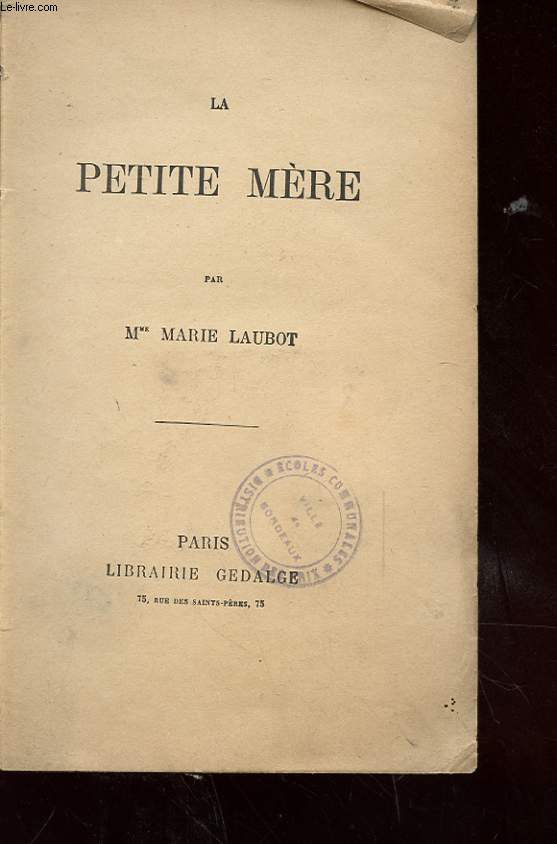 Le-livre.com
LA
PETITE MÈRE
PAR
Mme MARIE LAUBOT
ÉCOLES COMMUNALES
DISTRIBUTION DE PRIX
VILLE
de
BORDEAUX
PARIS
LIBRAIRIE GEDALGE
75, RUE DES SAINTS-PÈRES, 75